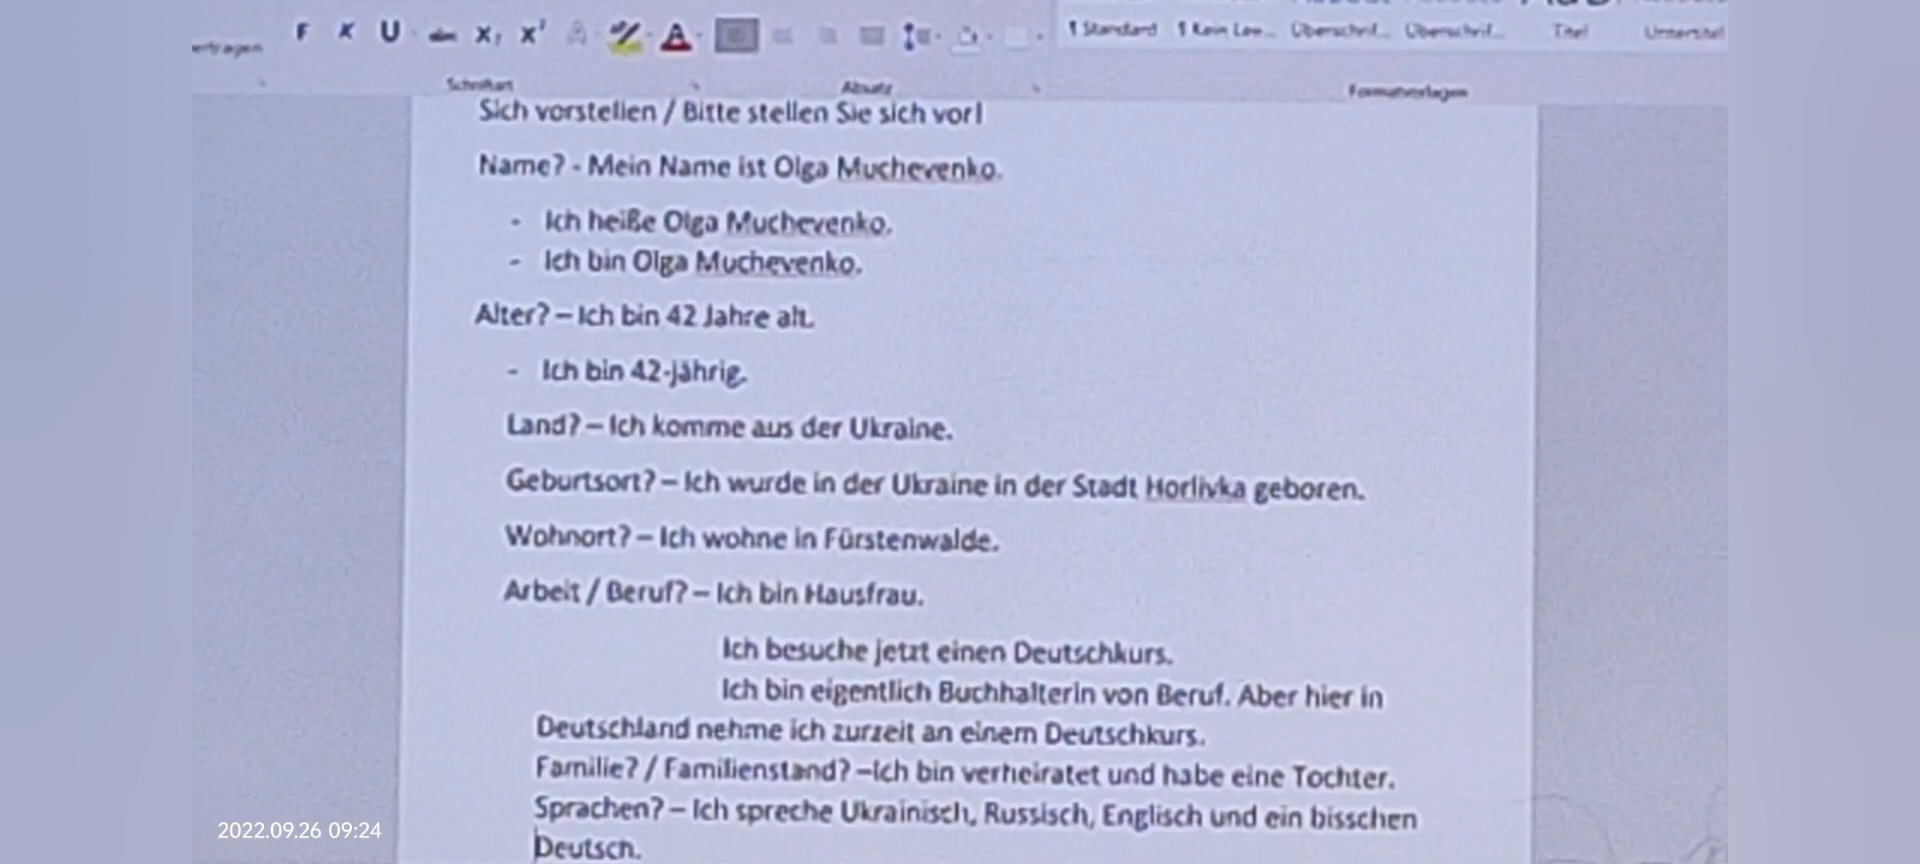 F K U abc X₁ X¹ A A
ertragen
¶ Standard ¶ Kein Lee... Überschrif... Überschrif... Titel Untertitel
Schriftart Absatz Formatvorlagen
Sich vorstellen / Bitte stellen Sie sich vor!
Name? - Mein Name ist Olga Muchevenko.
- Ich heiße Olga Muchevenko.
- Ich bin Olga Muchevenko.
Alter? – Ich bin 42 Jahre alt.
- Ich bin 42-jährig.
Land? – Ich komme aus der Ukraine.
Geburtsort? – Ich wurde in der Ukraine in der Stadt Horlivka geboren.
Wohnort? – Ich wohne in Fürstenwalde.
Arbeit / Beruf? – Ich bin Hausfrau.
Ich besuche jetzt einen Deutschkurs.
Ich bin eigentlich Buchhalterin von Beruf. Aber hier in
Deutschland nehme ich zurzeit an einem Deutschkurs.
Familie? / Familienstand? –Ich bin verheiratet und habe eine Tochter.
Sprachen? – Ich spreche Ukrainisch, Russisch, Englisch und ein bisschen
Deutsch.
2022.09.26 09:24